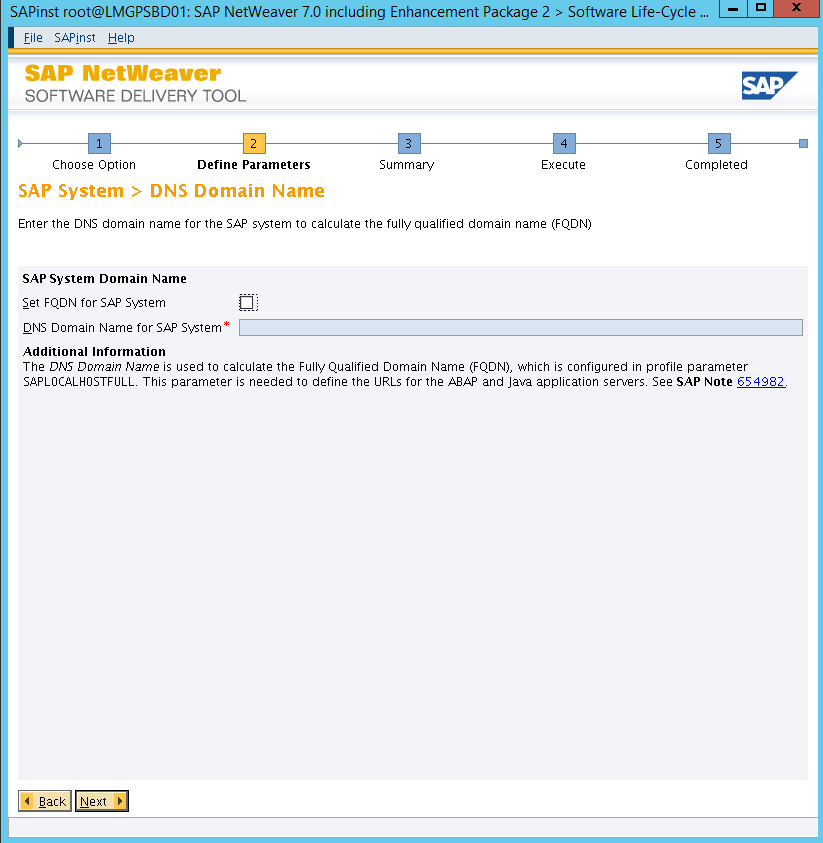 SAPinst root@LMGPSBD01: SAP NetWeaver 7.0 including Enhancement Package 2 > Software Life-Cycle ...
File SAPinst Help
SAP NetWeaver
SOFTWARE DELIVERY TOOL
SAP
1 2 3 4 5
Choose Option Define Parameters Summary Execute Completed
SAP System > DNS Domain Name
Enter the DNS domain name for the SAP system to calculate the fully qualified domain name (FQDN)
SAP System Domain Name
Set FQDN for SAP System
DNS Domain Name for SAP System*
Additional Information
The DNS Domain Name is used to calculate the Fully Qualified Domain Name (FQDN), which is configured in profile parameter
SAPLOCALHOSTFULL. This parameter is needed to define the URLs for the ABAP and Java application servers. See SAP Note 654982.
Back Next